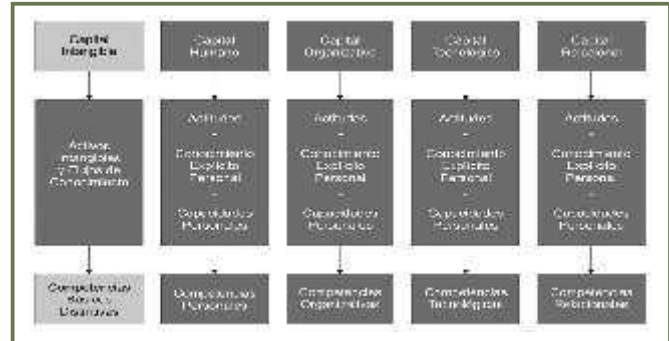 Capital
Intangible
Capital
Humano
Capital
Organizativo
Capital
Tecnológico
Capital
Relacional
Activos
Intangibles
y Flujos de
Conocimiento
Actitudes
-
Conocimiento
Explícito
Personal
-
Capacidades
Personales
Actitudes
-
Conocimiento
Explícito
Personal
-
Capacidades
Personales
Actitudes
-
Conocimiento
Explícito
Personal
-
Capacidades
Personales
Actitudes
-
Conocimiento
Explícito
Personal
-
Capacidades
Personales
Competencias
Básicas
Distintivas
Competencias
Personales
Competencias
Organizativas
Competencias
Tecnológicas
Competencias
Relacionales